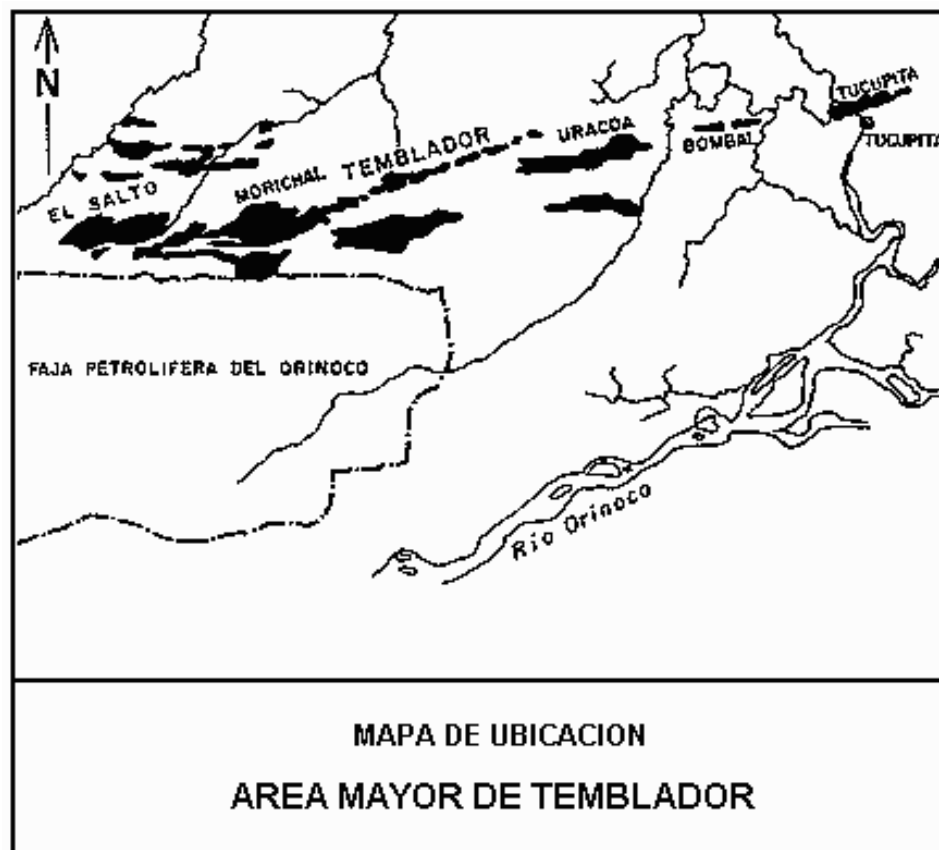 N
TUCUPITA
TUCUPITA
URACOA
BOMBAL
TEMBLADOR
MORICHAL
EL SALTO
FAJA PETROLIFERA DEL ORINOCO
Rio Orinoco
MAPA DE UBICACION
AREA MAYOR DE TEMBLADOR